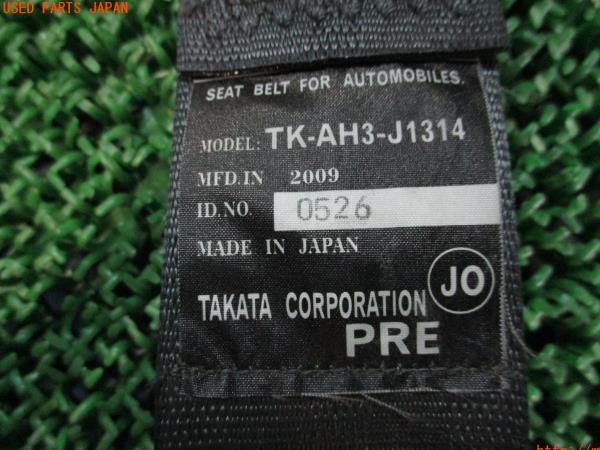 USED PARTS JAPAN
SEAT BELT FOR AUTOMOBILES.
MODEL: TK-AH3-J1314
MFD.IN 2009
ID.NO. 0526
MADE IN JAPAN
JO
TAKATA CORPORATION
PRE